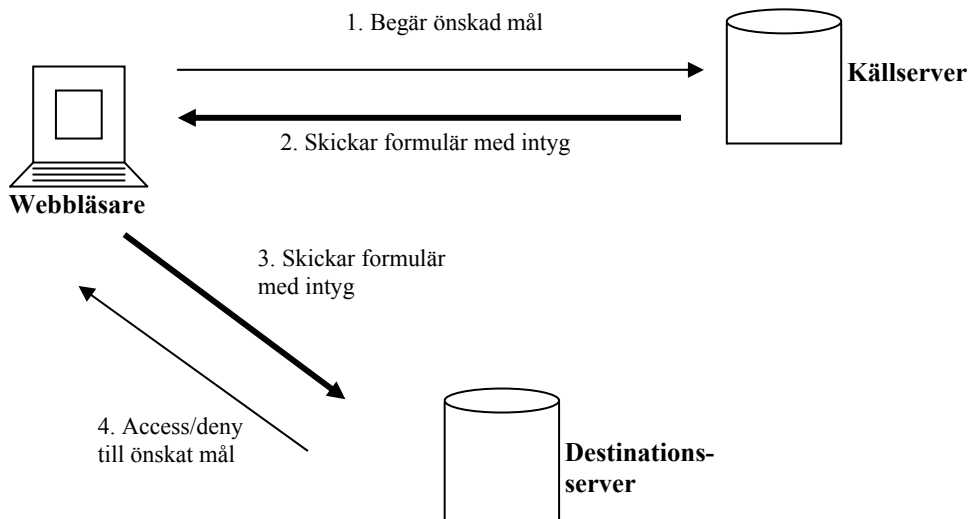 1. Begär önskad mål
Källserver
2. Skickar formulär med intyg
Webbläsare
3. Skickar formulär
med intyg
4. Access/deny
till önskat mål
Destinations-
server